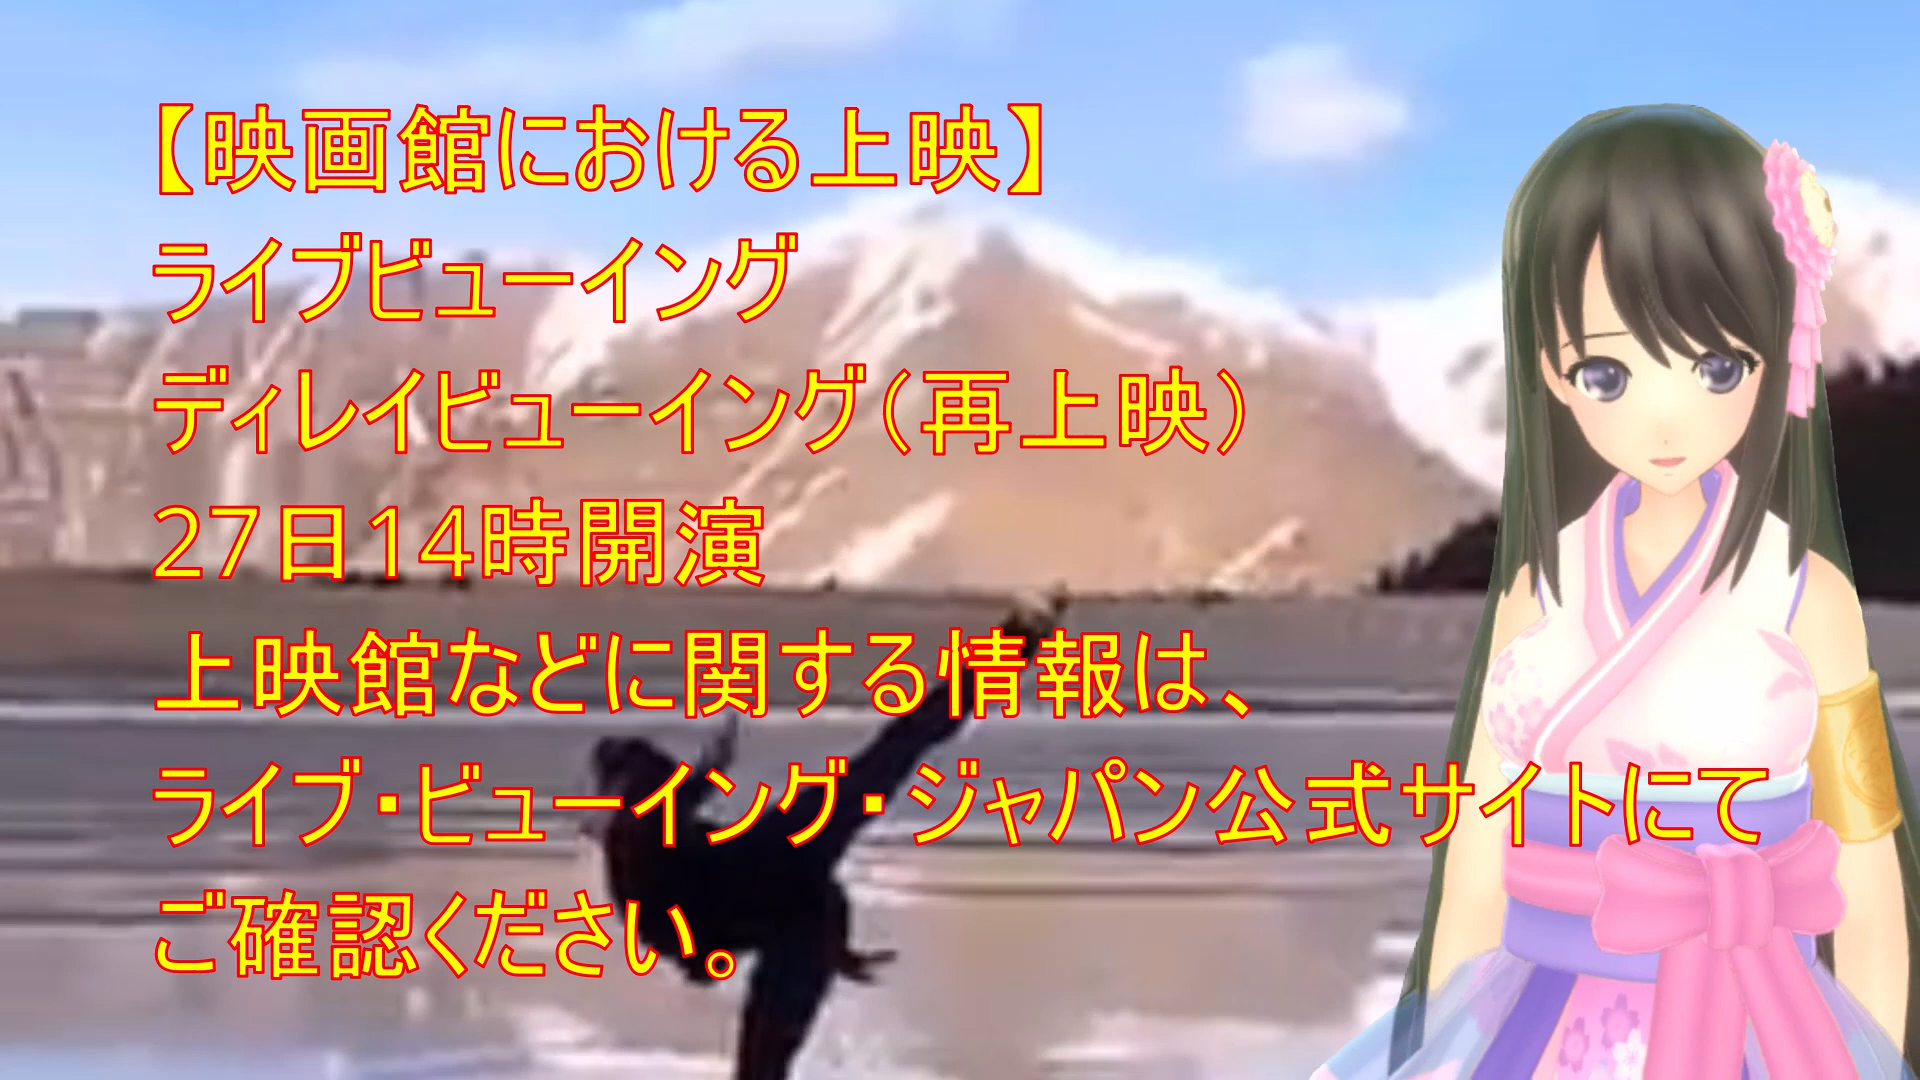 【映画館における上映】
ライブビューイング
ディレイビューイング（再上映）
27日14時開演
上映館などに関する情報は、
ライブ・ビューイング・ジャパン公式サイトにて
ご確認ください。